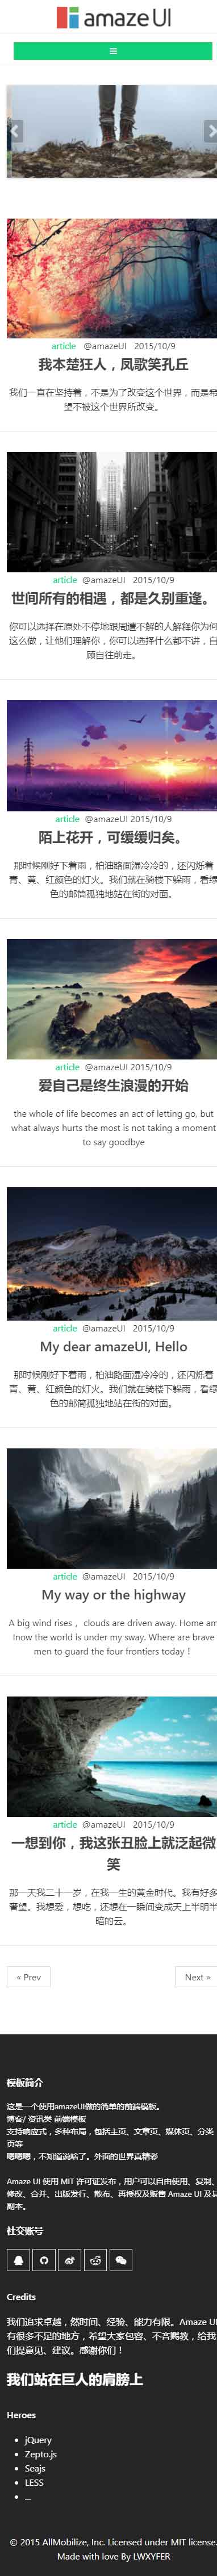 amaze UI
article @amazeUI 2015/10/9
我本楚狂人，凤歌笑孔丘
我们一直在坚持着，不是为了改变这个世界，而是希
望不被这个世界所改变。
article @amazeUI 2015/10/9
世间所有的相遇，都是久别重逢。
你可以选择在原处不停地跟周遭不解的人解释你为何
这么做，让他们理解你，你可以选择什么都不讲，自
顾自往前走。
article @amazeUI 2015/10/9
陌上花开，可缓缓归矣。
那时候刚好下着雨，柏油路面湿冷冷的，还闪烁着
青、黄、红颜色的灯火。我们就在骑楼下躲雨，看绿
色的邮筒孤独地站在街的对面。
article @amazeUI 2015/10/9
爱自己是终生浪漫的开始
the whole of life becomes an act of letting go, but
what always hurts the most is not taking a moment
to say goodbye
article @amazeUI 2015/10/9
My dear amazeUI, Hello
那时候刚好下着雨，柏油路面湿冷冷的，还闪烁着
青、黄、红颜色的灯火。我们就在骑楼下躲雨，看绿
色的邮筒孤独地站在街的对面。
article @amazeUI 2015/10/9
My way or the highway
A big wind rises， clouds are driven away. Home am
Inow the world is under my sway. Where are brave
men to guard the four frontiers today！
article @amazeUI 2015/10/9
一想到你，我这张丑脸上就泛起微
笑
那一天我二十一岁，在我一生的黄金时代。我有好多
奢望。我想爱，想吃，还想在一瞬间变成天上半明半
暗的云。
« Prev
Next »
模板简介
这是一个使用amazeUI做的简单的前端模板。
博客/ 资讯类 前端模板
支持响应式，多种布局，包括主页、文章页、媒体页、分类
页等
嗯嗯嗯，不知道说啥了。外面的世界真精彩
Amaze UI 使用 MIT 许可证发布，用户可以自由使用、复制、
修改、合并、出版发行、散布、再授权及贩售 Amaze UI 及其
副本。
社交账号
Credits
我们追求卓越，然时间、经验、能力有限。Amaze UI
有很多不足的地方，希望大家包容、不吝赐教，给我
们提意见、建议。感谢你们！
我们站在巨人的肩膀上
Heroes
jQuery
Zepto.js
Seajs
LESS
...
© 2015 AllMobilize, Inc. Licensed under MIT license.
Made with love By LWXYFER